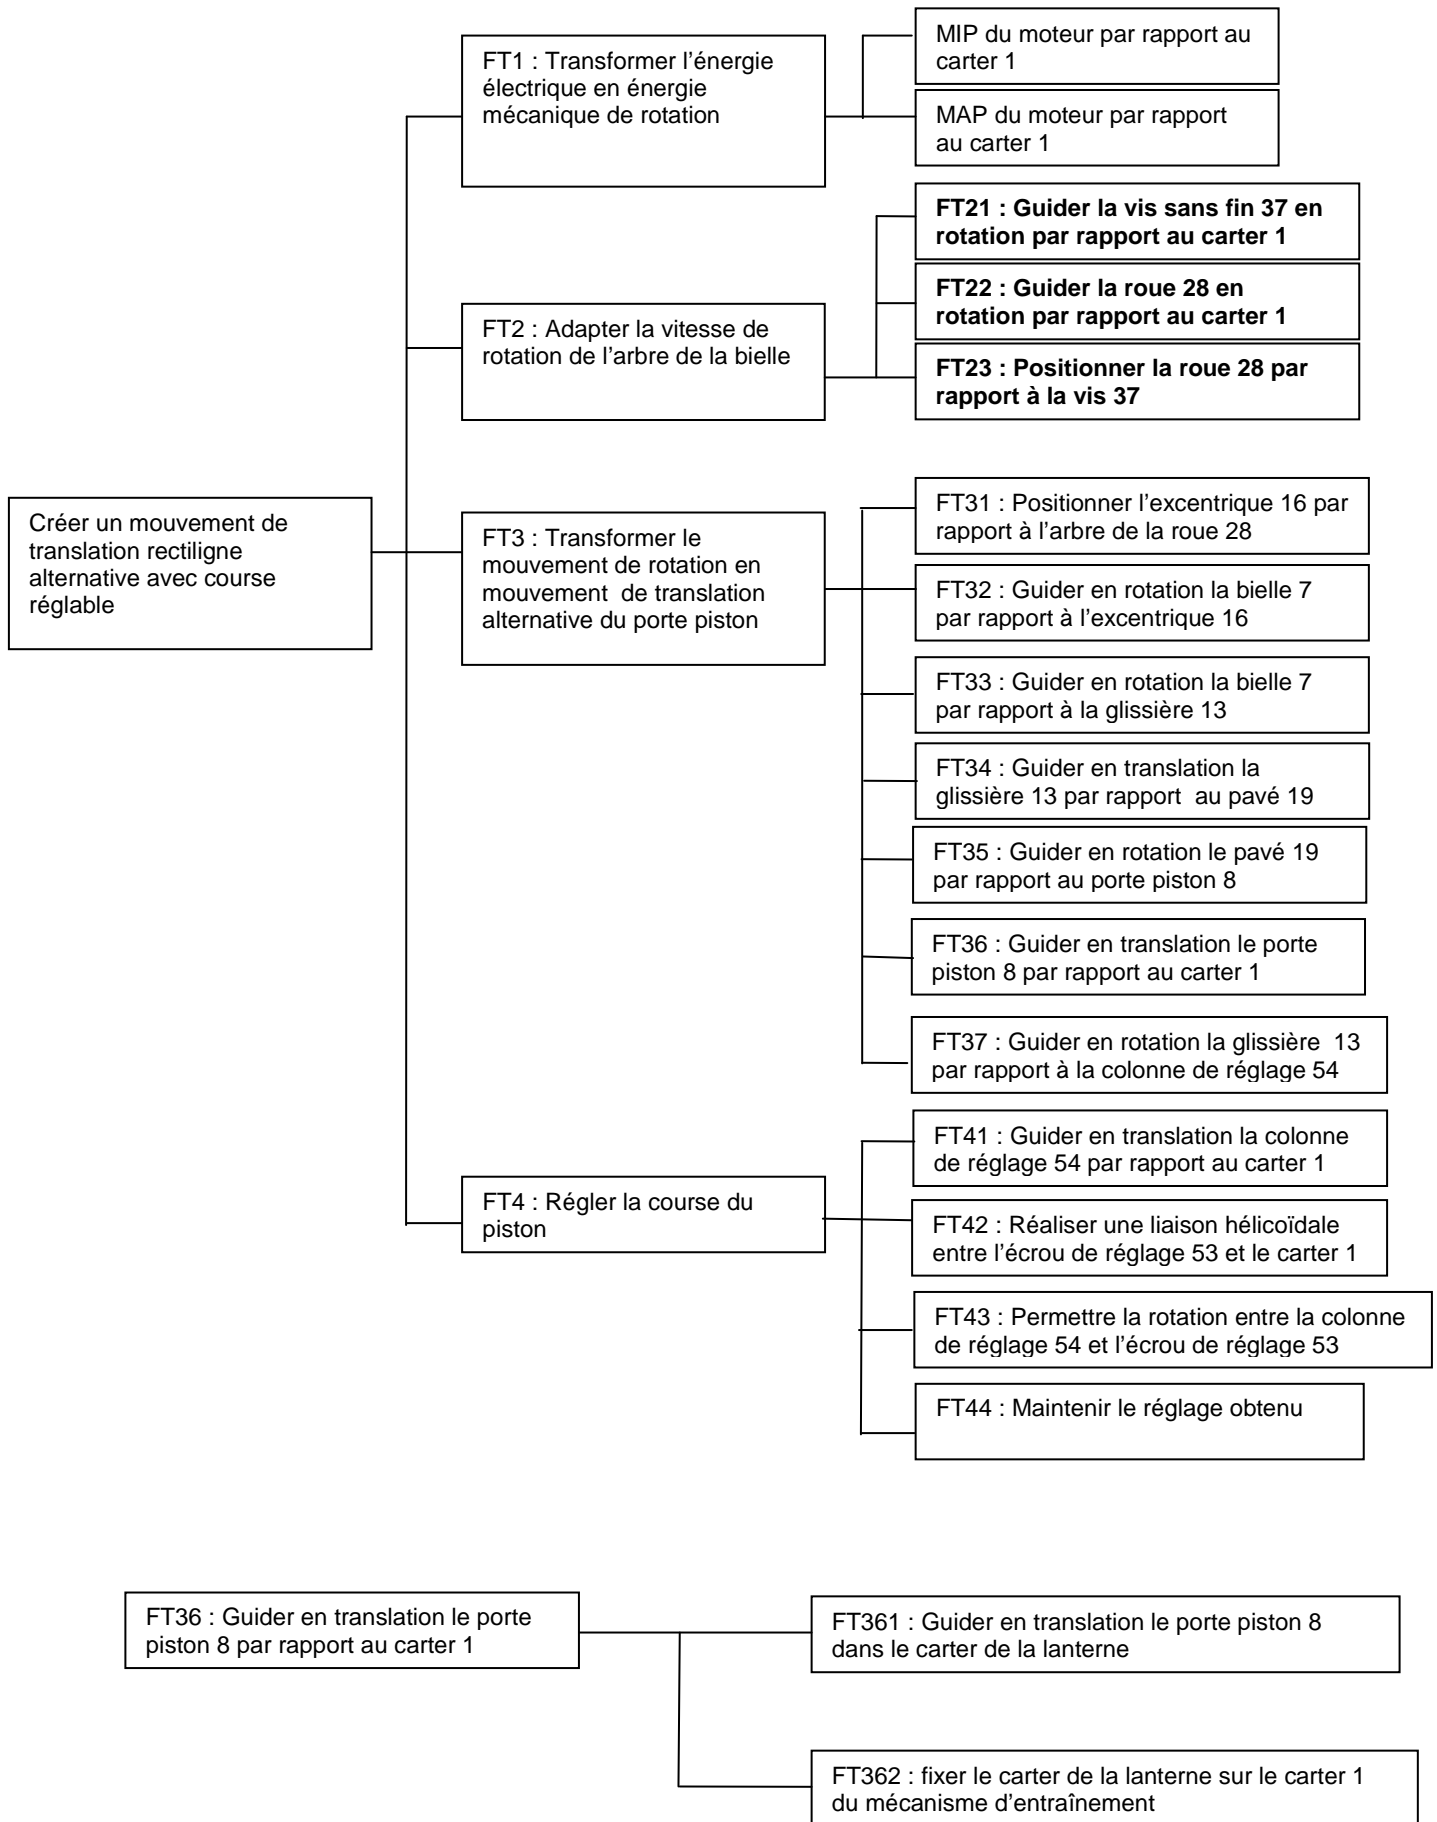 Créer un mouvement de
translation rectiligne
alternative avec course
réglable
FT1 : Transformer l’énergie
électrique en énergie
mécanique de rotation
MIP du moteur par rapport au
carter 1
MAP du moteur par rapport
au carter 1
FT2 : Adapter la vitesse de
rotation de l’arbre de la bielle
FT21 : Guider la vis sans fin 37 en
rotation par rapport au carter 1
FT22 : Guider la roue 28 en
rotation par rapport au carter 1
FT23 : Positionner la roue 28 par
rapport à la vis 37
FT3 : Transformer le
mouvement de rotation en
mouvement  de translation
alternative du porte piston
FT31 : Positionner l’excentrique 16 par
rapport à l’arbre de la roue 28
FT32 : Guider en rotation la bielle 7
par rapport à l’excentrique 16
FT33 : Guider en rotation la bielle 7
par rapport à la glissière 13
FT34 : Guider en translation la
glissière 13 par rapport  au pavé 19
FT35 : Guider en rotation le pavé 19
par rapport au porte piston 8
FT36 : Guider en translation le porte
piston 8 par rapport au carter 1
FT37 : Guider en rotation la glissière  13
par rapport à la colonne de réglage 54
FT4 : Régler la course du
piston
FT41 : Guider en translation la colonne
de réglage 54 par rapport au carter 1
FT42 : Réaliser une liaison hélicoïdale
entre l’écrou de réglage 53 et le carter 1
FT43 : Permettre la rotation entre la colonne
de réglage 54 et l’écrou de réglage 53
FT44 : Maintenir le réglage obtenu
FT36 : Guider en translation le porte
piston 8 par rapport au carter 1
FT361 : Guider en translation le porte piston 8
dans le carter de la lanterne
FT362 : fixer le carter de la lanterne sur le carter 1
du mécanisme d’entraînement